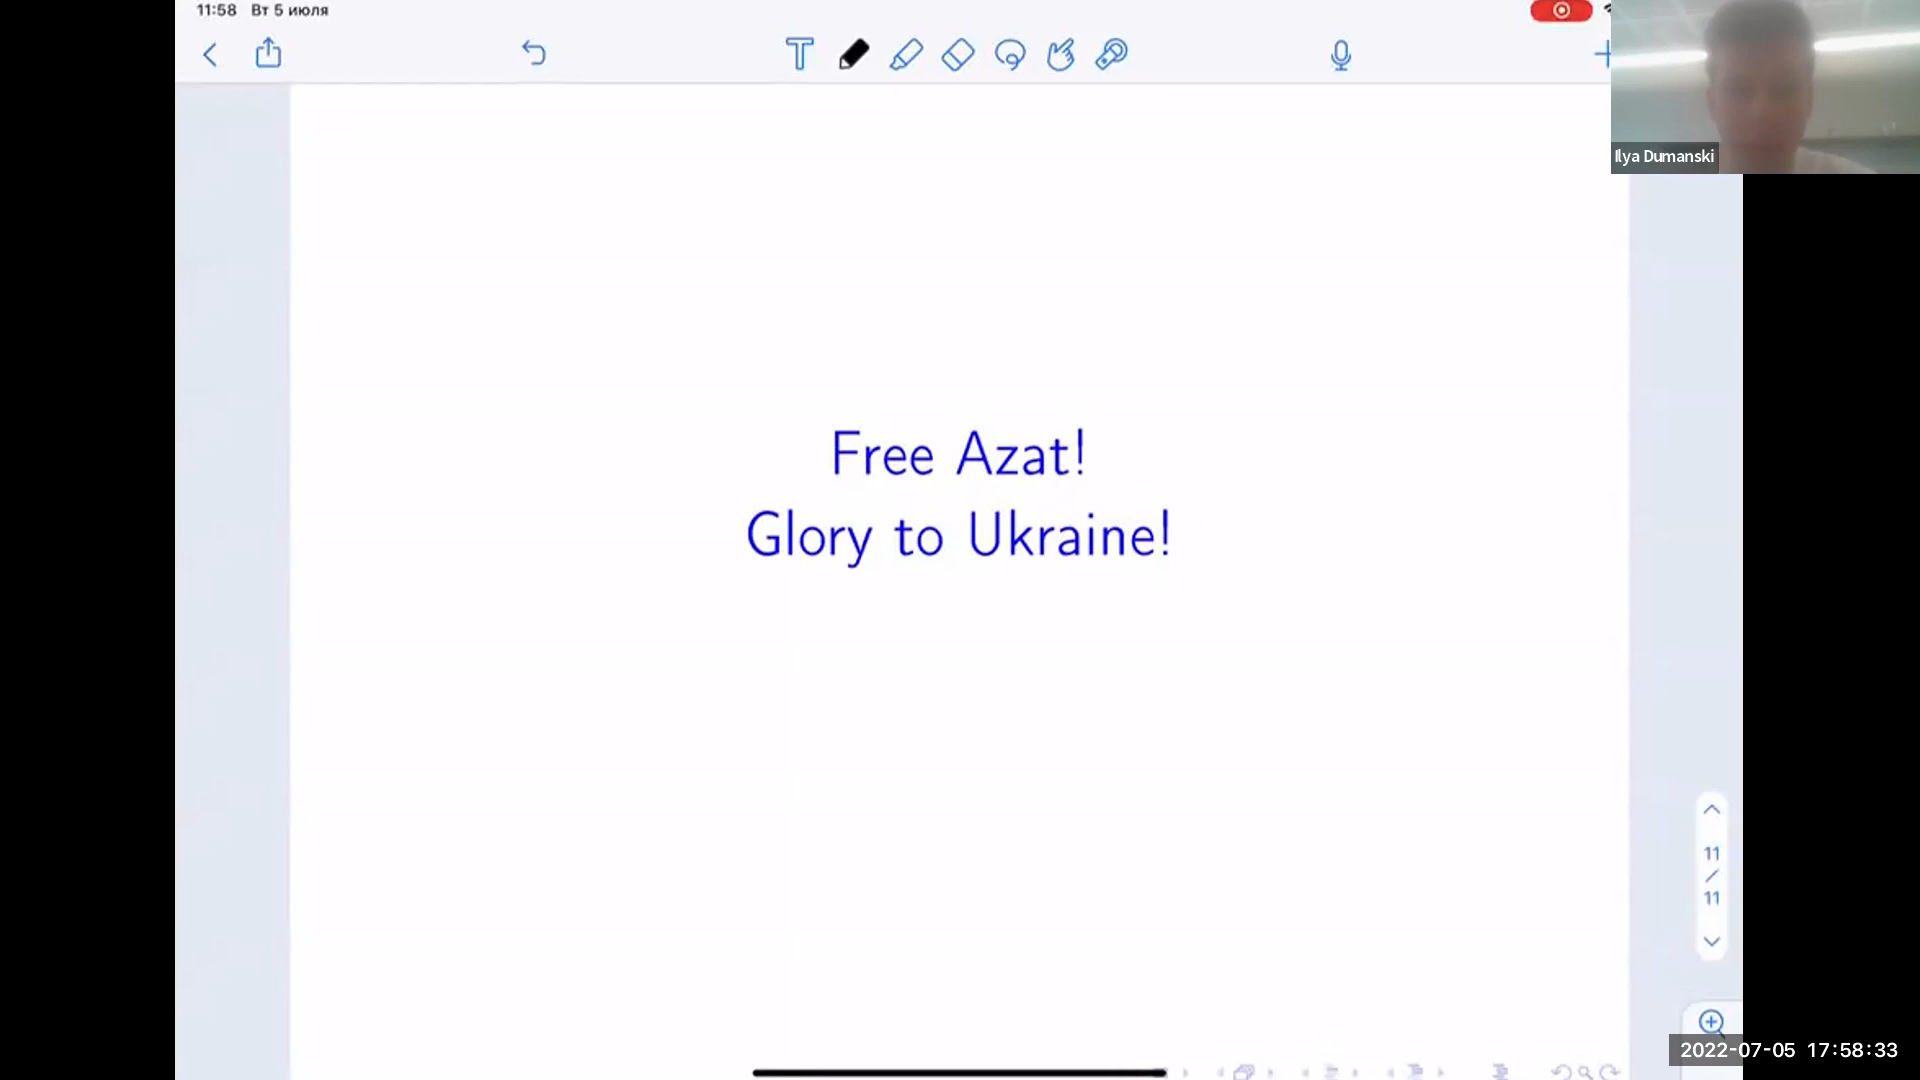 11:58 Вт 5 июля
Ilya Dumanski
Free Azat!
Glory to Ukraine!
11
/
11
2022-07-05 17:58:33